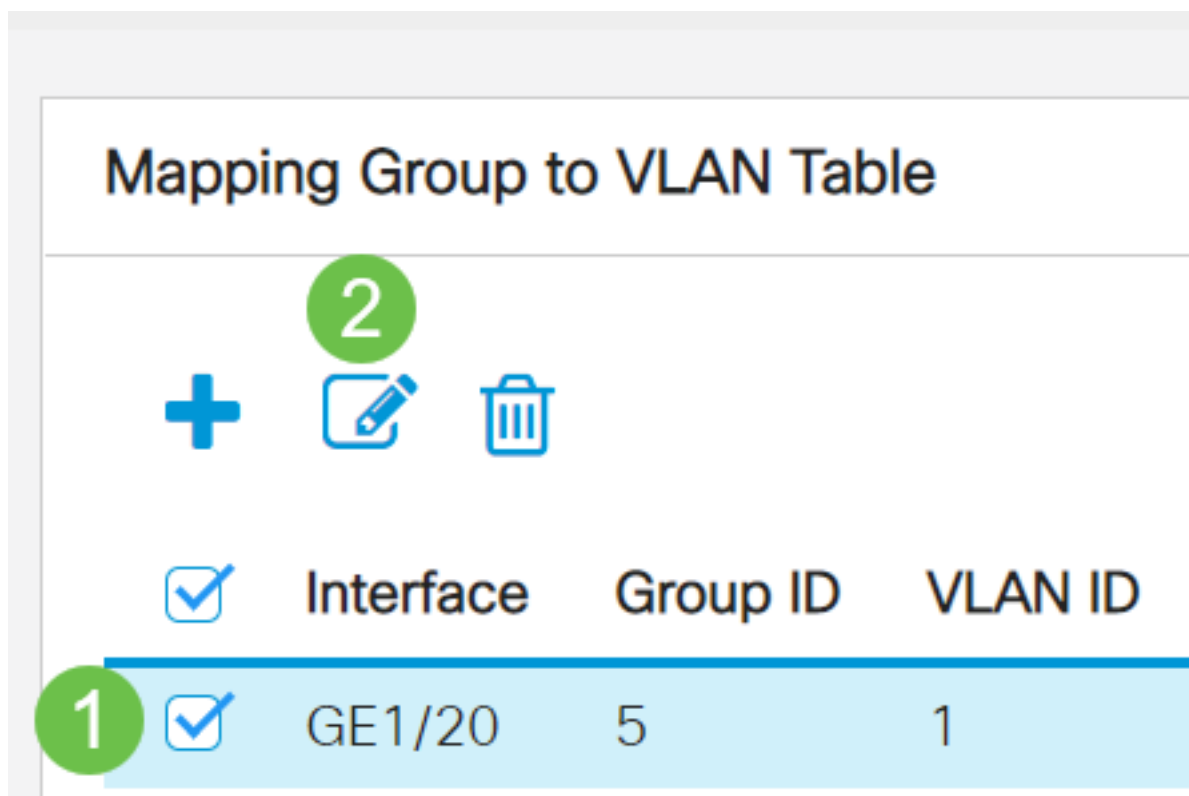 Mapping Group to VLAN Table
2
Interface Group ID VLAN ID
1 GE1/20 5 1